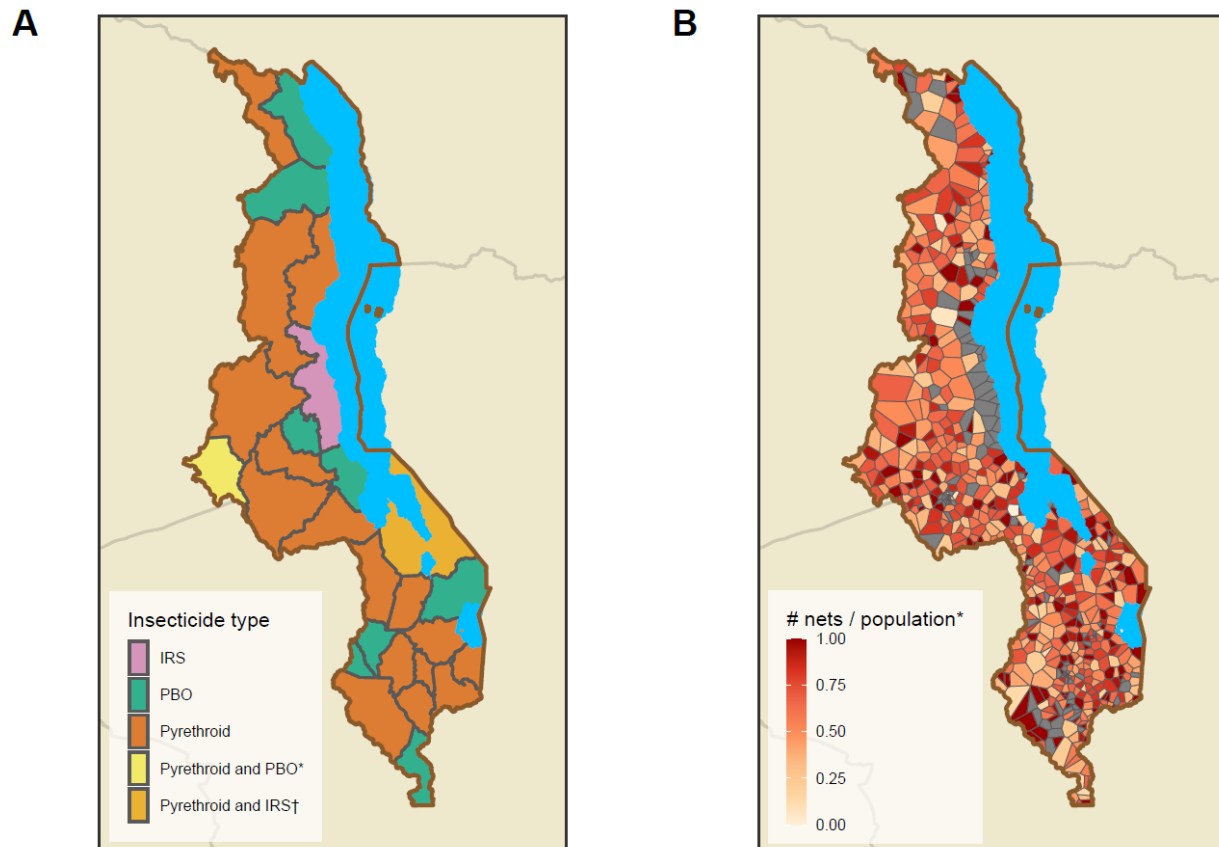 A
B
Insecticide type
IRS
PBO
Pyrethroid
Pyrethroid and PBO*
Pyrethroid and IRS†
# nets / population*
1.00
0.75
0.50
0.25
0.00